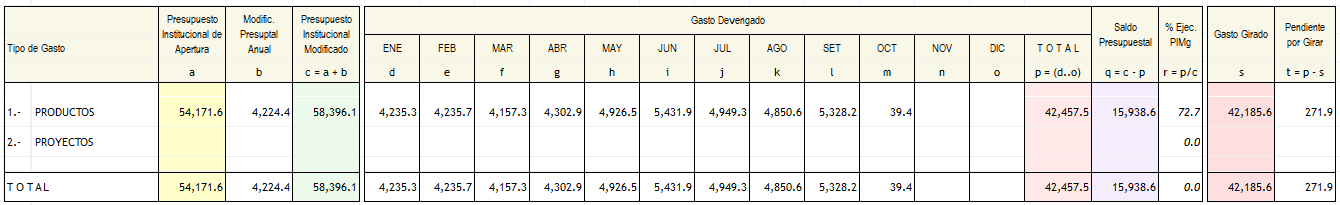 Tipo de Gasto Presupuesto Institucional de Apertura Modific. Presuptal Anual Presupuesto Institucional Modificado Gasto Devengado Saldo Presupuestal % Ejec. PIMg Gasto Girado Pendiente por Girar
ENE FEB MAR ABR MAY JUN JUL AGO SET OCT NOV DIC T O T A L
a b c = a + b d e f g h i j k l m n o p = (d..o) q = c - p r = p/c s t = p - s
1.- PRODUCTOS 54,171.6 4,224.4 58,396.1 4,235.3 4,235.7 4,157.3 4,302.9 4,926.5 5,431.9 4,949.3 4,850.6 5,328.2 39.4 42,457.5 15,938.6 72.7 42,185.6 271.9
2.- PROYECTOS 0.0
T O T A L 54,171.6 4,224.4 58,396.1 4,235.3 4,235.7 4,157.3 4,302.9 4,926.5 5,431.9 4,949.3 4,850.6 5,328.2 39.4 42,457.5 15,938.6 0.0 42,185.6 271.9